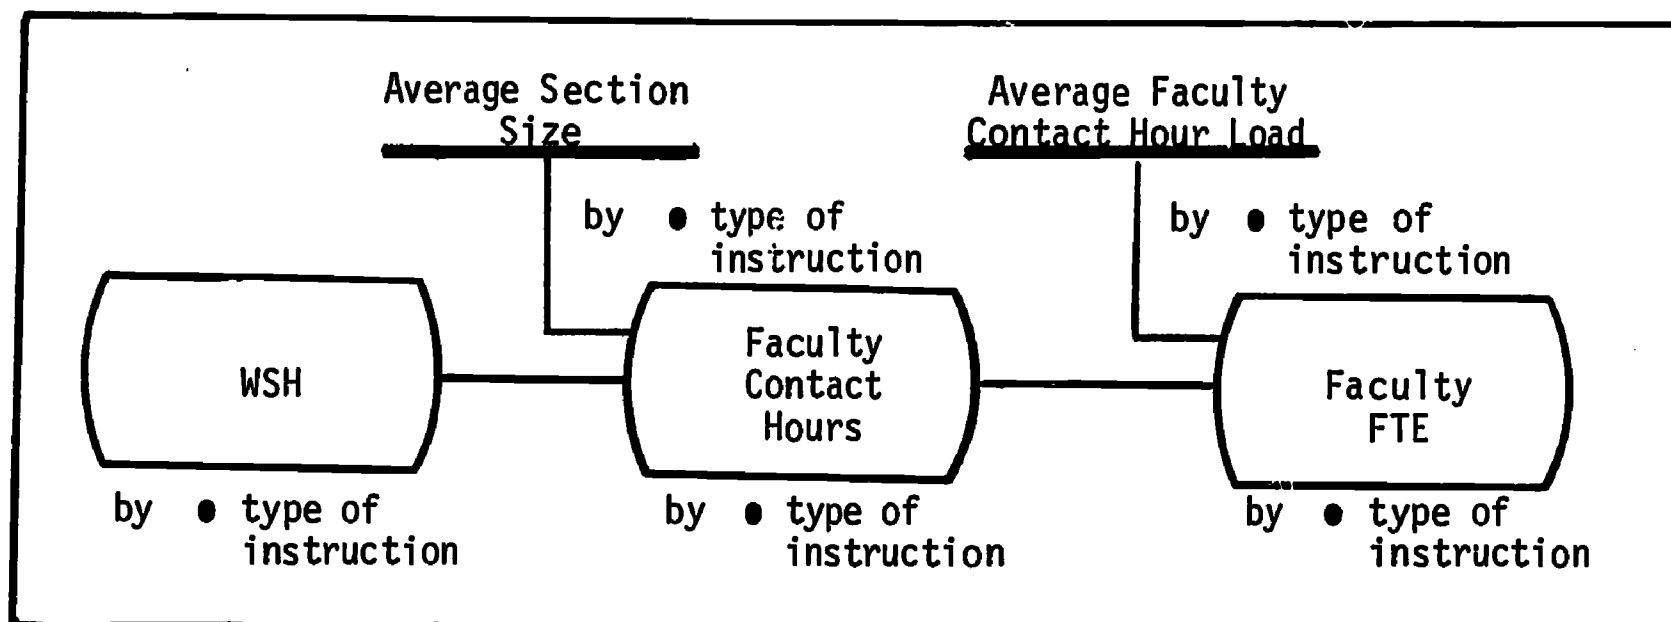 Average Section
Size
by ● type of
instruction
Average Faculty
Contact Hour Load
by ● type of
instruction
WSH
by ● type of
instruction
Faculty
Contact
Hours
by ● type of
instruction
Faculty
FTE
by ● type of
instruction